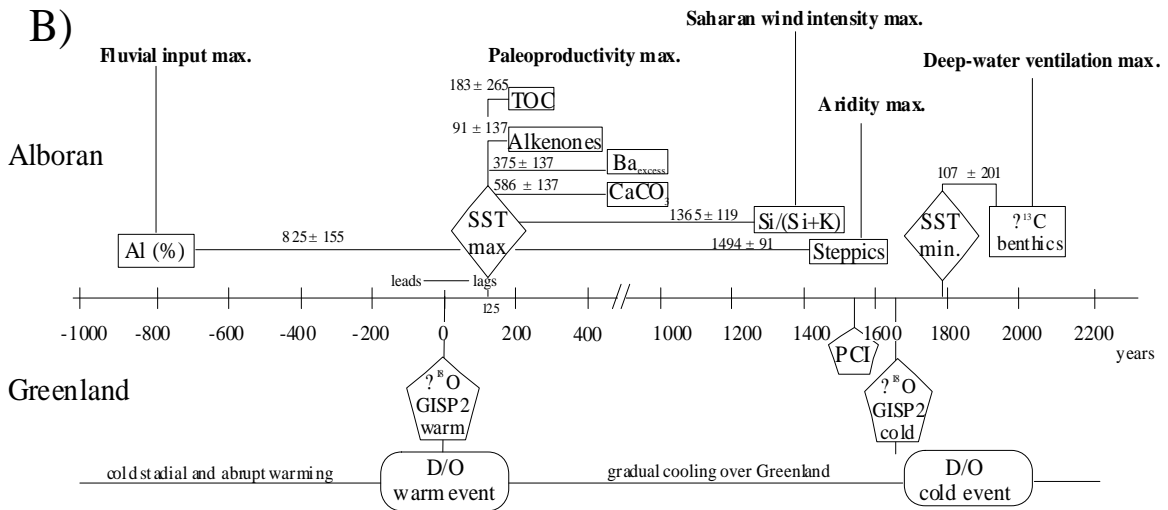 B)
Saharan wind intensity max.
Fluvial input max.
Paleoproductivity max.
Deep-water ventilation max.
183 ± 265
TOC
Aridity max.
91 ± 137
Alkenones
Alboran
375 ± 137
Ba excess
107 ± 201
586 ± 137
CaCO3
SST
max
1365 ± 119
Si/(Si+K)
SST
min.
?13C
benthics
Al (%)
825 ± 155
1494 ± 91
Steppics
leads
lags
125
-1000 -800 -600 -400 -200 0 200 400 1000 1200 1400 1600 1800 2000 2200
years
PCI
Greenland
?18O
GISP2
warm
?18O
GISP2
cold
cold stadial and abrupt warming
D/O
warm event
gradual cooling over Greenland
D/O
cold event